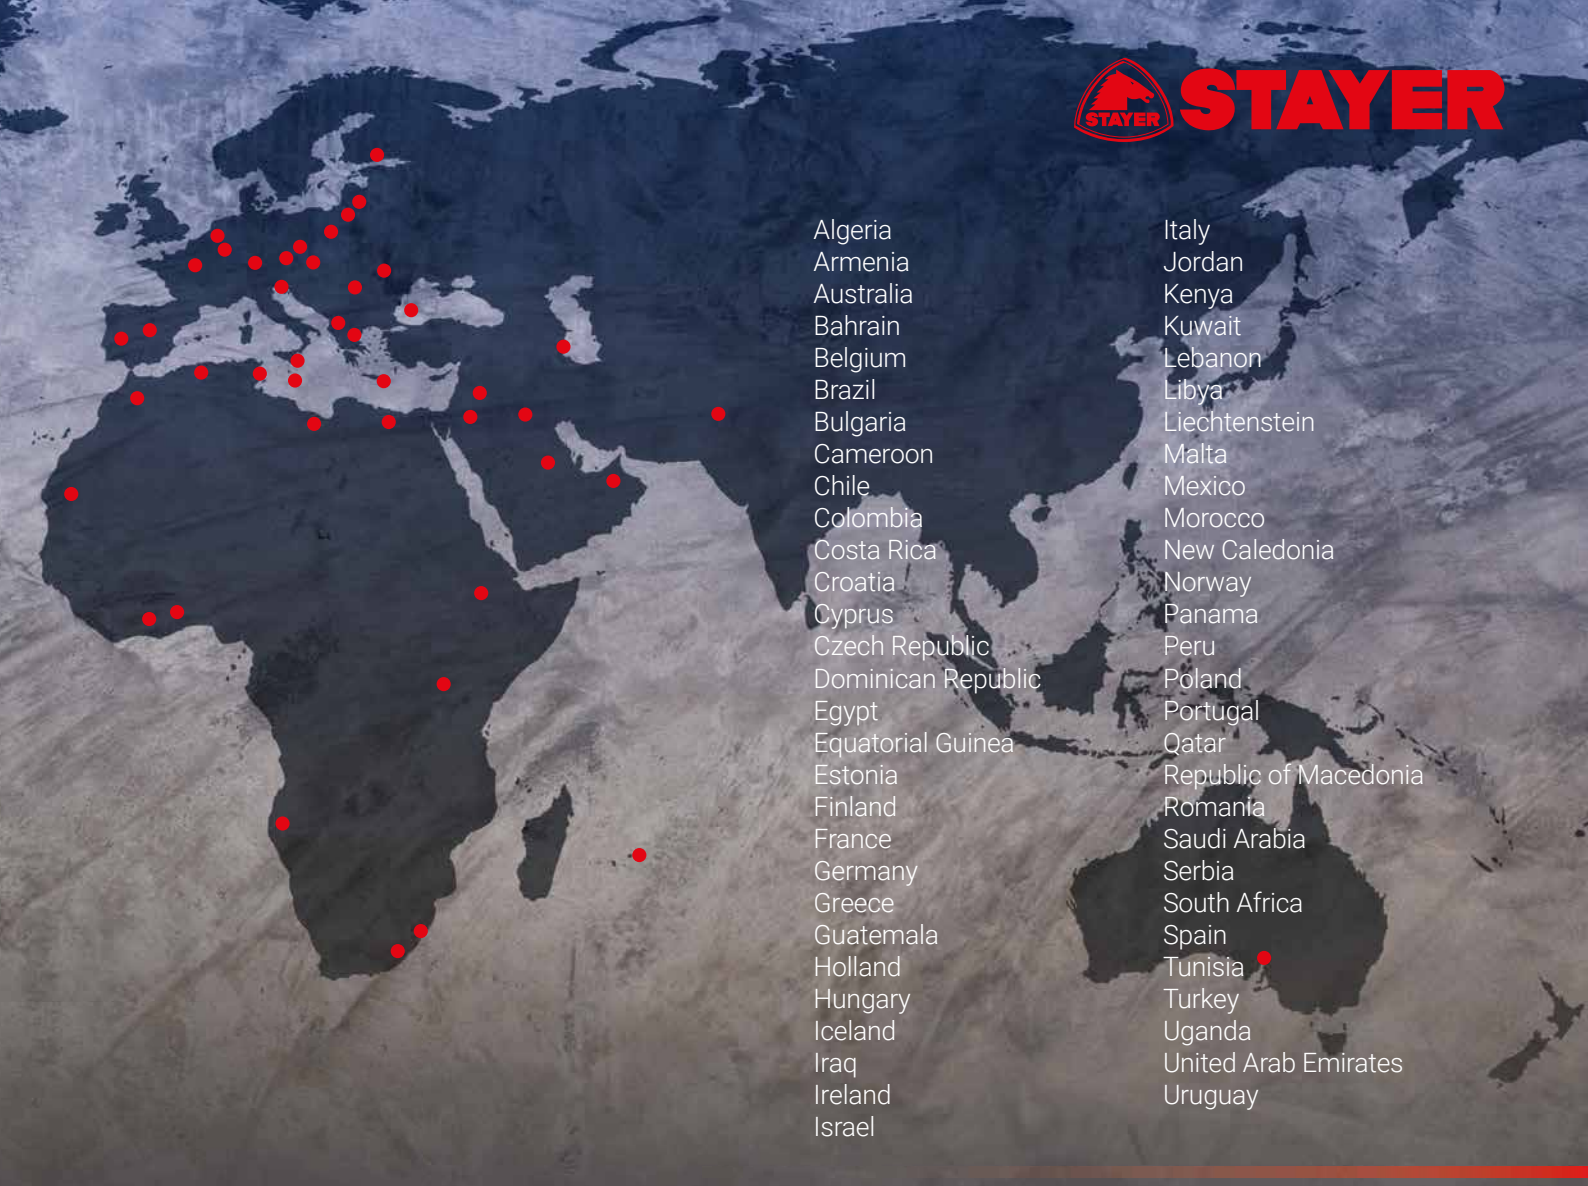 STAYER
STAYER
Algeria
Armenia
Australia
Bahrain
Belgium
Brazil
Bulgaria
Cameroon
Chile
Colombia
Costa Rica
Croatia
Cyprus
Czech Republic
Dominican Republic
Egypt
Equatorial Guinea
Estonia
Finland
France
Germany
Greece
Guatemala
Holland
Hungary
Iceland
Iraq
Ireland
Israel
Italy
Jordan
Kenya
Kuwait
Lebanon
Libya
Liechtenstein
Malta
Mexico
Morocco
New Caledonia
Norway
Panama
Peru
Poland
Portugal
Qatar
Republic of Macedonia
Romania
Saudi Arabia
Serbia
South Africa
Spain
Tunisia
Turkey
Uganda
United Arab Emirates
Uruguay